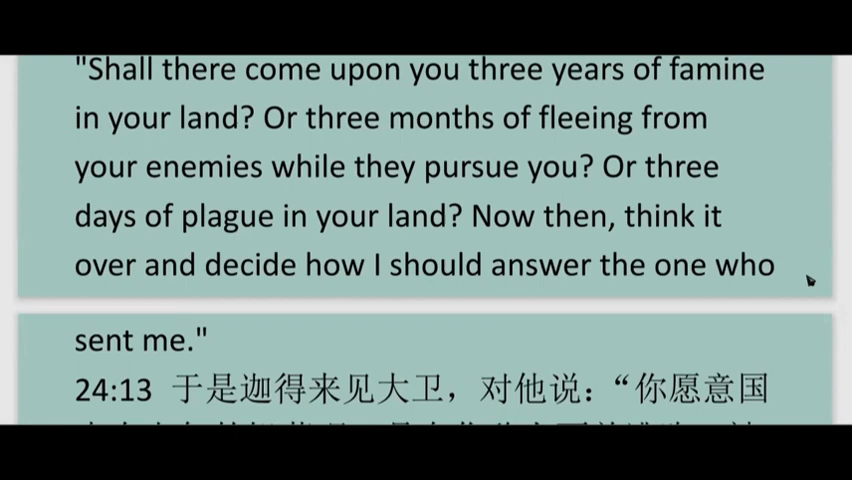 "Shall there come upon you three years of famine
in your land? Or three months of fleeing from
your enemies while they pursue you? Or three
days of plague in your land? Now then, think it
over and decide how I should answer the one who
sent me."
24:13 于是迦得来见大卫，对他说：“你愿意国